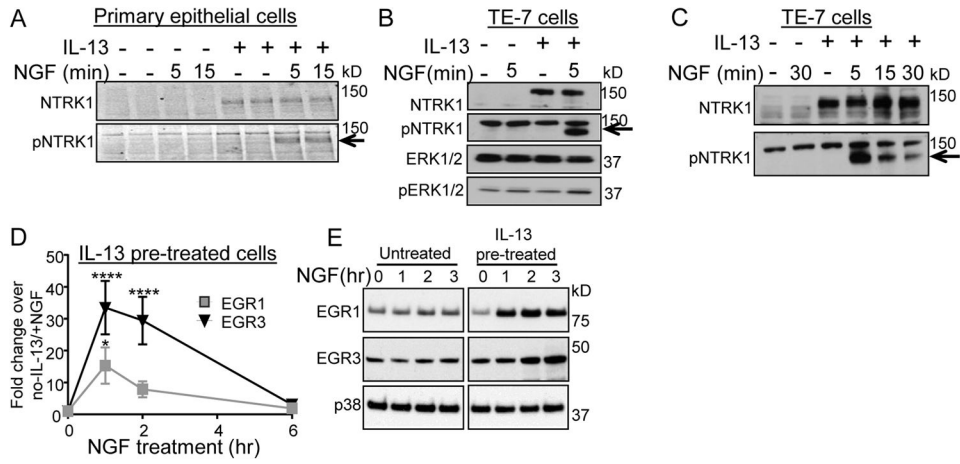 A
Primary epithelial cells
IL-13 - - - - + + + +
NGF (min) - - 5 15 - - 5 15 kD
NTRK1 150
pNTRK1 150
B
TE-7 cells
IL-13 - - + +
NGF(min) - 5 - 5 kD
NTRK1 150
pNTRK1 150
ERK1/2 37
pERK1/2 37
C
TE-7 cells
IL-13 - - + + + +
NGF (min) - 30 - 5 15 30 kD
NTRK1 150
pNTRK1 150
D
IL-13 pre-treated cells
Fold change over
no-IL-13/+NGF
50
40
30
20
10
0
**** ****
*
EGR1
EGR3
0 2 4 6
NGF treatment (hr)
E
Untreated
IL-13
pre-treated
NGF(hr) 0 1 2 3 0 1 2 3 kD
EGR1 75
EGR3 50
p38 37